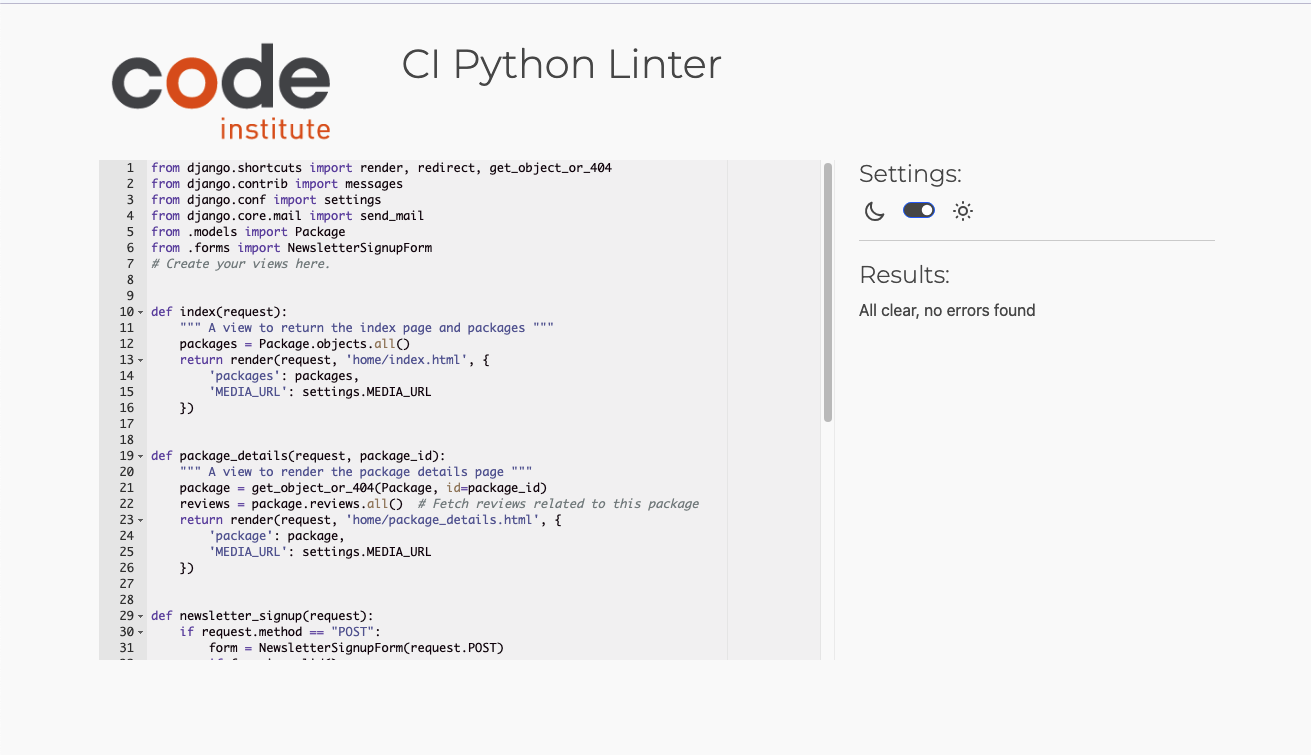 code
institute
CI Python Linter
1 from django.shortcuts import render, redirect, get_object_or_404
2 from django.contrib import messages
3 from django.conf import settings
4 from django.core.mail import send_mail
5 from .models import Package
6 from .forms import NewsletterSignupForm
7 # Create your views here.
8
9
10 def index(request):
11     """ A view to return the index page and packages """
12     packages = Package.objects.all()
13     return render(request, 'home/index.html', {
14         'packages': packages,
15         'MEDIA_URL': settings.MEDIA_URL
16     })
17
18
19 def package_details(request, package_id):
20     """ A view to render the package details page """
21     package = get_object_or_404(Package, id=package_id)
22     reviews = package.reviews.all()  # Fetch reviews related to this package
23     return render(request, 'home/package_details.html', {
24         'package': package,
25         'MEDIA_URL': settings.MEDIA_URL
26     })
27
28
29 def newsletter_signup(request):
30     if request.method == "POST":
31         form = NewsletterSignupForm(request.POST)
Settings:
Results:
All clear, no errors found